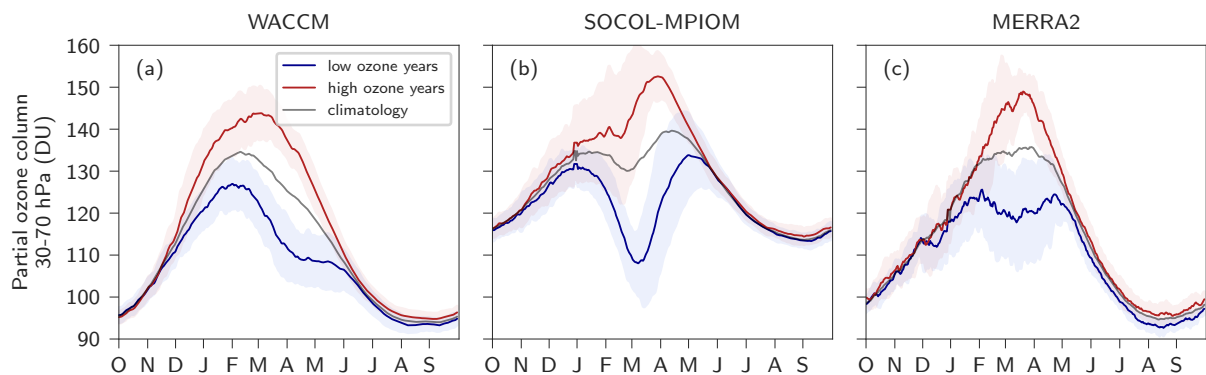 WACCM
SOCOL-MPIOM
MERRA2
Partial ozone column
30-70 hPa (DU)
160
150
140
130
120
110
100
90
(a)
low ozone years
high ozone years
climatology
(b)
(c)
O N D J F M A M J J A S
O N D J F M A M J J A S
O N D J F M A M J J A S